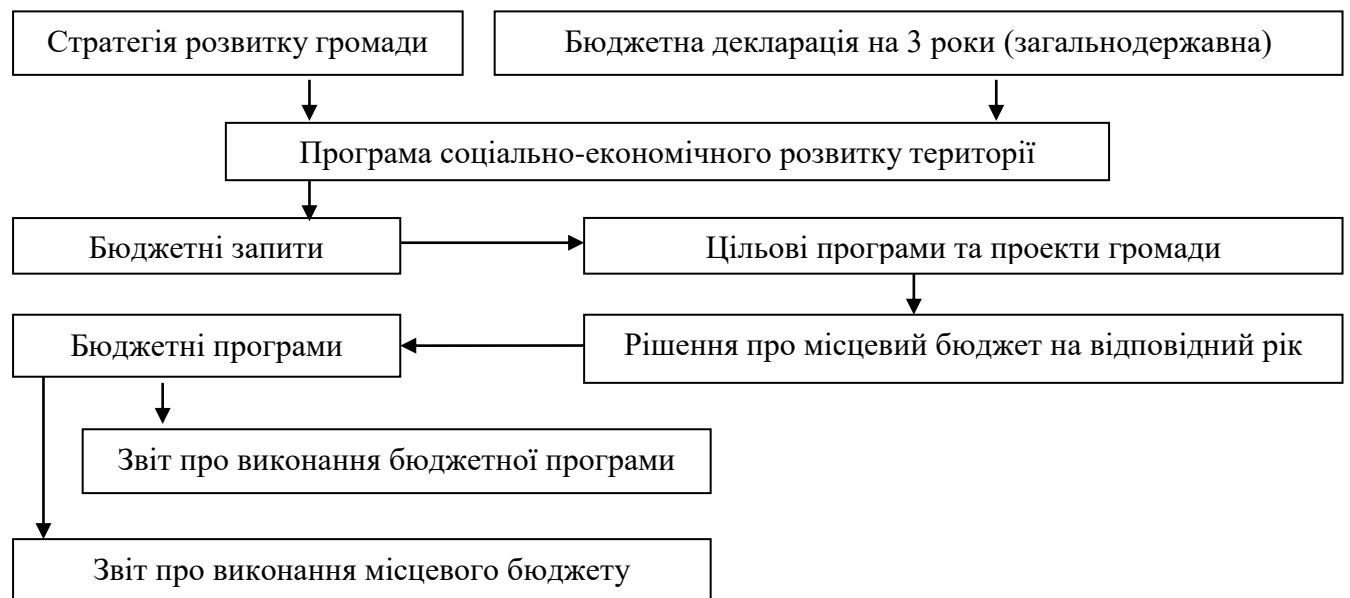 Стратегія розвитку громади
Бюджетна декларація на 3 роки (загальнодержавна)
Програма соціально-економічного розвитку території
Бюджетні запити
Цільові програми та проекти громади
Бюджетні програми
Рішення про місцевий бюджет на відповідний рік
Звіт про виконання бюджетної програми
Звіт про виконання місцевого бюджету